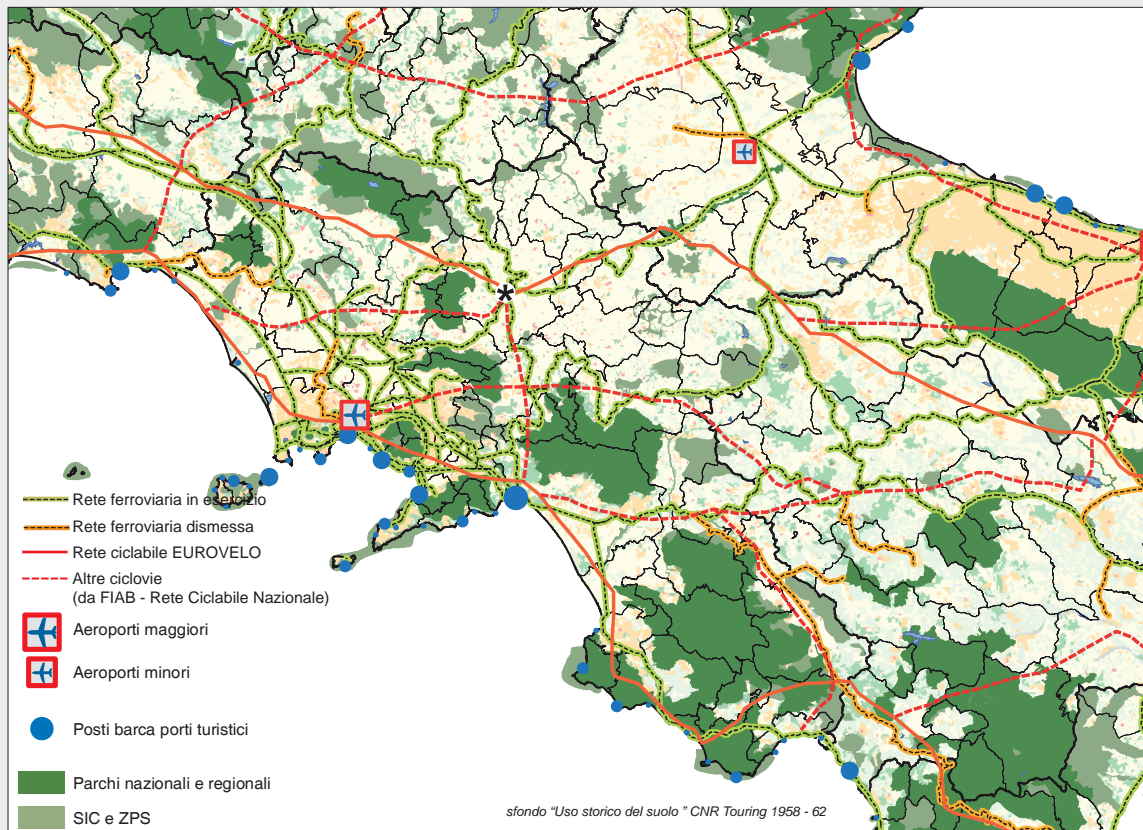 Rete ferroviaria in esercizio
Rete ferroviaria dismessa
Rete ciclabile EUROVELO
Altre ciclovie
(da FIAB - Rete Ciclabile Nazionale)
Aeroporti maggiori
Aeroporti minori
Posti barca porti turistici
Parchi nazionali e regionali
SIC e ZPS
sfondo “Uso storico del suolo ” CNR Touring 1958 - 62
*